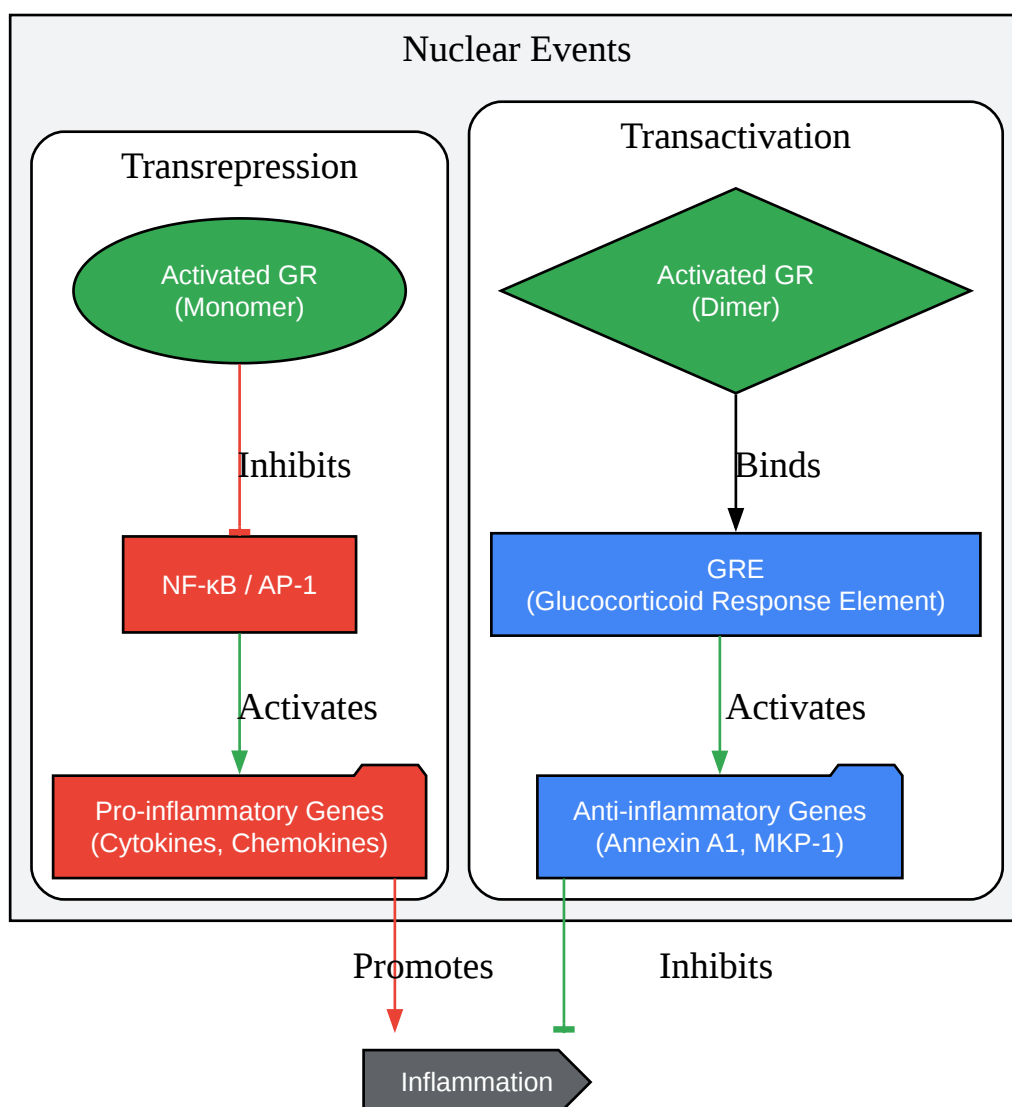 Nuclear Events
Transrepression
Activated GR
(Monomer)
Inhibits
NF-κB / AP-1
Activates
Pro-inflammatory Genes
(Cytokines, Chemokines)
Promotes
Transactivation
Activated GR
(Dimer)
Binds
GRE
(Glucocorticoid Response Element)
Activates
Anti-inflammatory Genes
(Annexin A1, MKP-1)
Inhibits
Inflammation